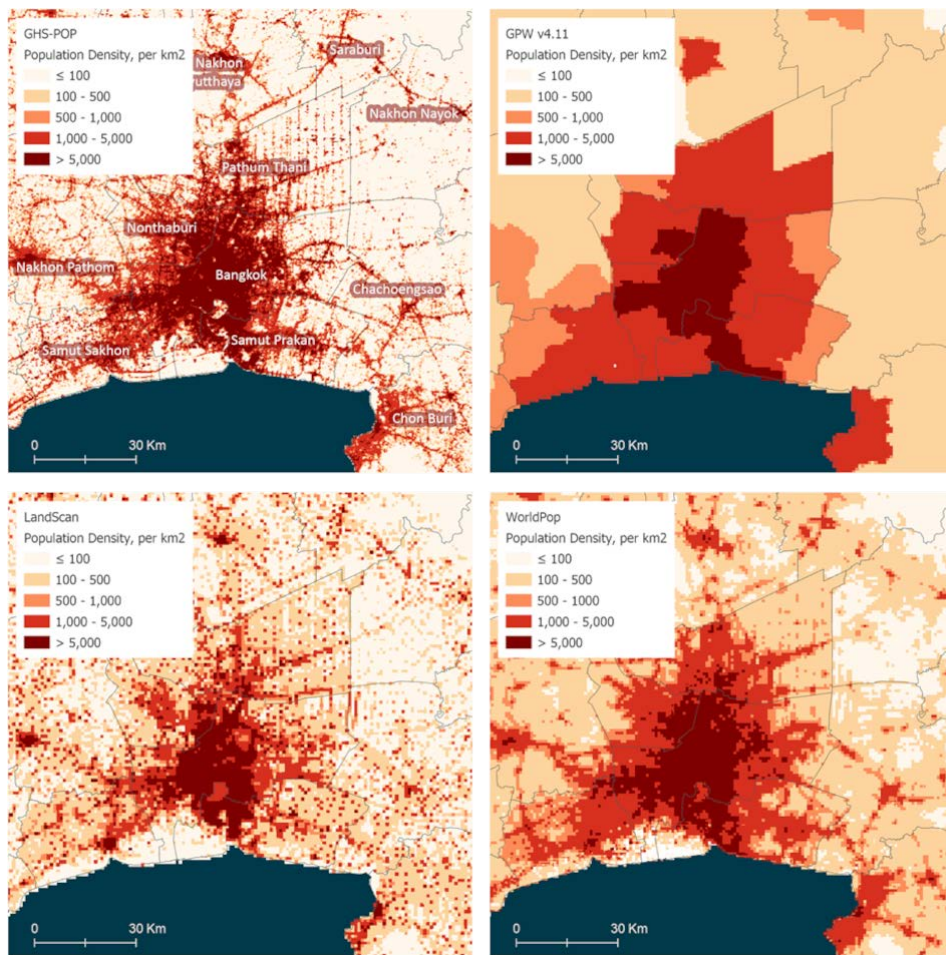 GHS-POP
Population Density, per km2
≤ 100
100 - 500
500 - 1,000
1,000 - 5,000
> 5,000
Nakhon
yutthaya
Saraburi
Nakhon Nayok
Pathum Thani
Nonthaburi
Nakhon Pathom
Bangkok
Chachoengsao
Samut Sakhon
Samut Prakan
Chon Buri
0 30 Km
GPW v4.11
Population Density, per km2
≤ 100
100 - 500
500 - 1,000
1,000 - 5,000
> 5,000
0 30 Km
LandScan
Population Density, per km2
≤ 100
100 - 500
500 - 1,000
1,000 - 5,000
> 5,000
0 30 Km
WorldPop
Population Density, per km2
≤ 100
100 - 500
500 - 1000
1,000 - 5,000
> 5,000
0 30 Km